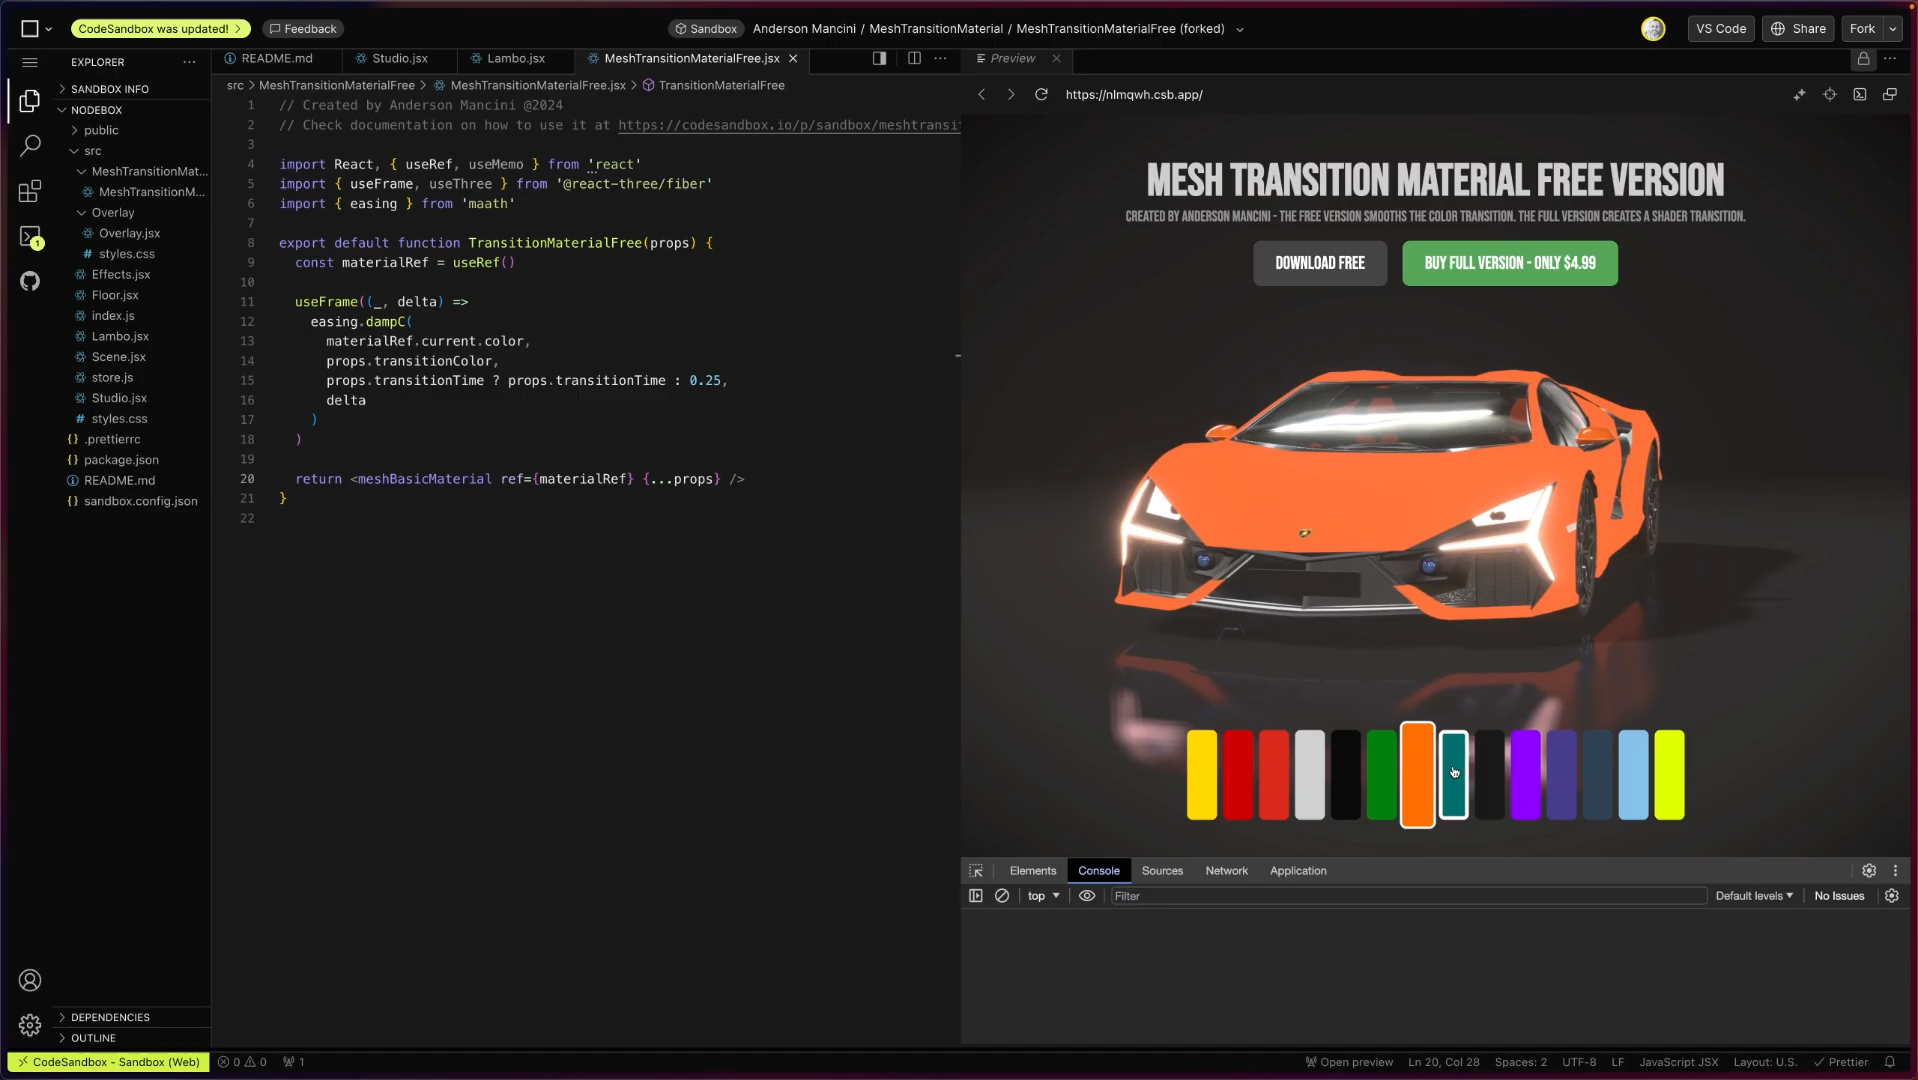 CodeSandbox was updated!
Feedback
Sandbox
Anderson Mancini / MeshTransitionMaterial / MeshTransitionMaterialFree (forked)
VS Code
Share
Fork
EXPLORER
README.md
Studio.jsx
Lambo.jsx
MeshTransitionMaterialFree.jsx
Preview
src > MeshTransitionMaterialFree > MeshTransitionMaterialFree.jsx > TransitionMaterialFree
https://nlmqwh.csb.app/
SANDBOX INFO
NODEBOX
public
src
MeshTransitionMat...
MeshTransitionM...
Overlay
Overlay.jsx
# styles.css
Effects.jsx
Floor.jsx
index.js
Lambo.jsx
Scene.jsx
store.js
Studio.jsx
# styles.css
{} .prettierrc
{} package.json
README.md
{} sandbox.config.json
1
DEPENDENCIES
OUTLINE
1 // Created by Anderson Mancini @2024
2 // Check documentation on how to use it at https://codesandbox.io/p/sandbox/meshtransit
3
4 import React, { useRef, useMemo } from 'react'
5 import { useFrame, useThree } from '@react-three/fiber'
6 import { easing } from 'maath'
7
8 export default function TransitionMaterialFree(props) {
9 const materialRef = useRef()
10
11 useFrame((_, delta) =>
12 easing.dampC(
13 materialRef.current.color,
14 props.transitionColor,
15 props.transitionTime ? props.transitionTime : 0.25,
16 delta
17 )
18 )
19
20 return <meshBasicMaterial ref={materialRef} {...props} />
21 }
22
MESH TRANSITION MATERIAL FREE VERSION
CREATED BY ANDERSON MANCINI - THE FREE VERSION SMOOTHS THE COLOR TRANSITION. THE FULL VERSION CREATES A SHADER TRANSITION.
DOWNLOAD FREE
BUY FULL VERSION - ONLY $4.99
Elements
Console
Sources
Network
Application
top
Filter
Default levels
No Issues
CodeSandbox - Sandbox (Web)
0
0
1
Open preview
Ln 20, Col 28
Spaces: 2
UTF-8
LF
JavaScript JSX
Layout: U.S.
Prettier